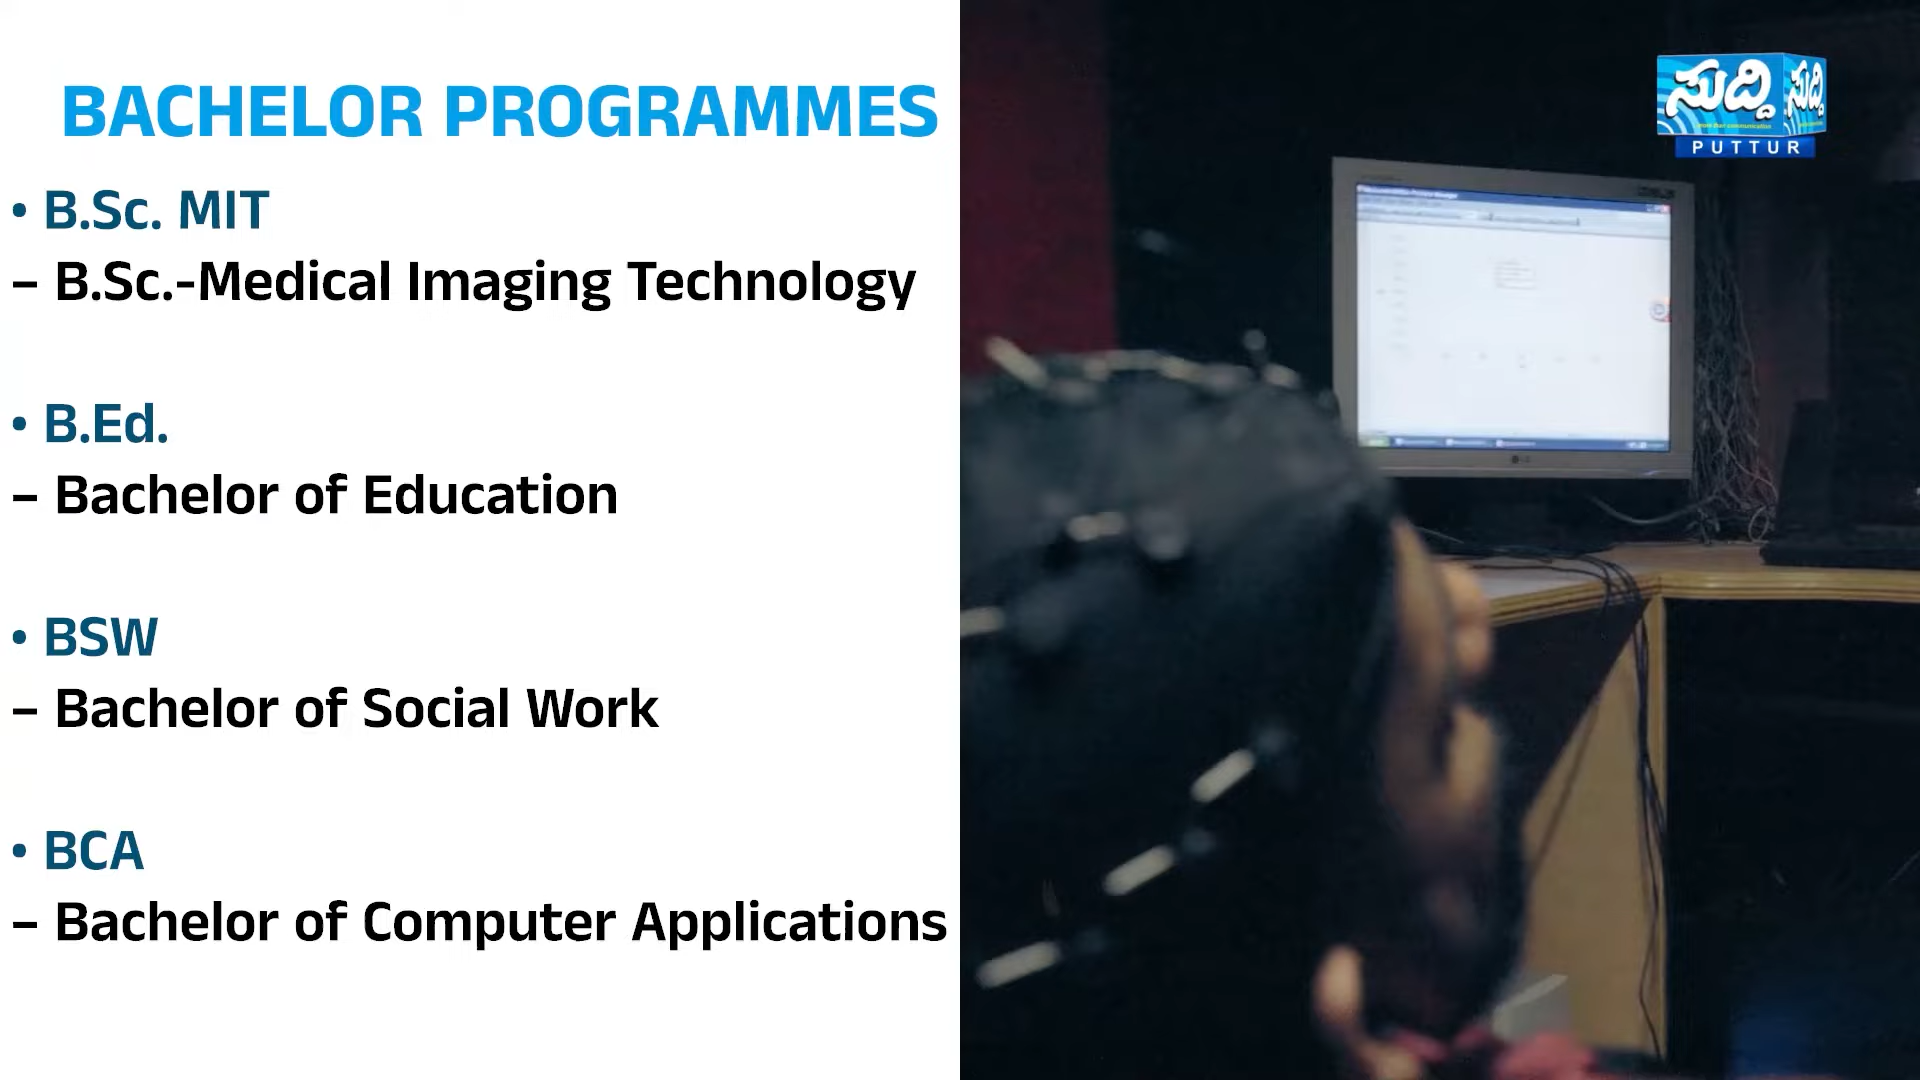 BACHELOR PROGRAMMES
• B.Sc. MIT
– B.Sc.-Medical Imaging Technology
• B.Ed.
– Bachelor of Education
• BSW
– Bachelor of Social Work
• BCA
– Bachelor of Computer Applications
ಸುದ್ದಿ ಸುದ್ದಿ
PUTTUR
LG